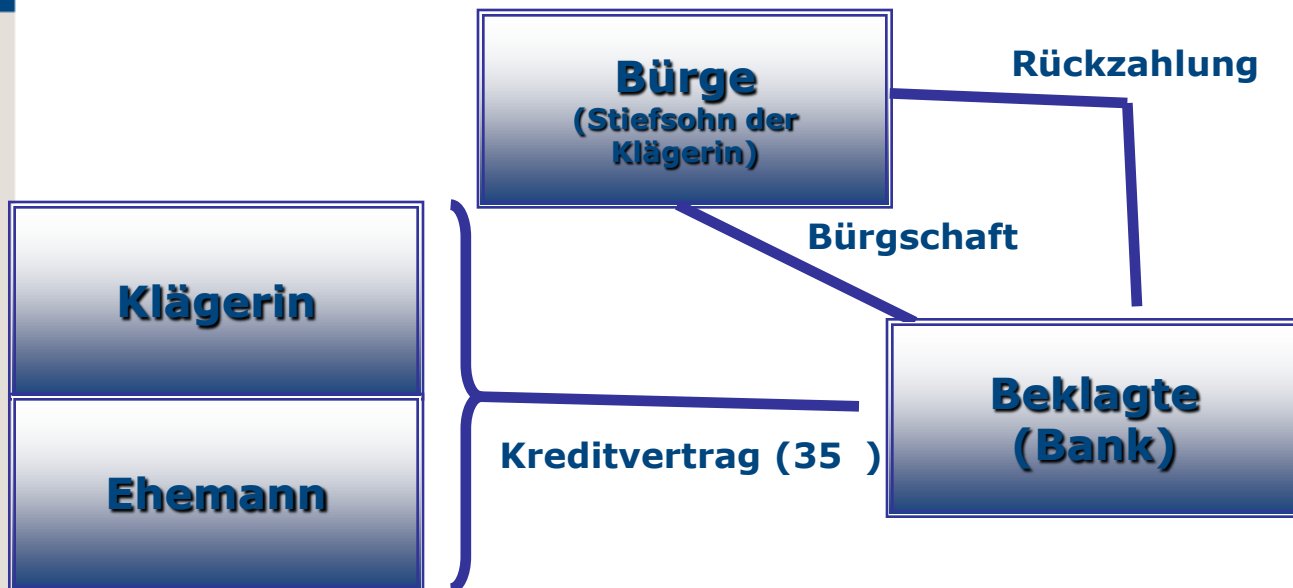 Bürge
(Stiefsohn der
Klägerin)
Rückzahlung
Bürgschaft
Klägerin
Ehemann
Kreditvertrag (35  )
Beklagte
(Bank)